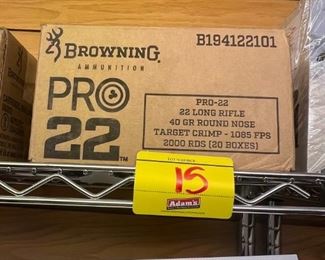 BROWNING
AMMUNITION
B194122101
PRO
22™
PRO-22
22 LONG RIFLE
40 GR ROUND NOSE
TARGET CRIMP - 1085 FPS
2000 RDS (20 BOXES)
15
Adam's